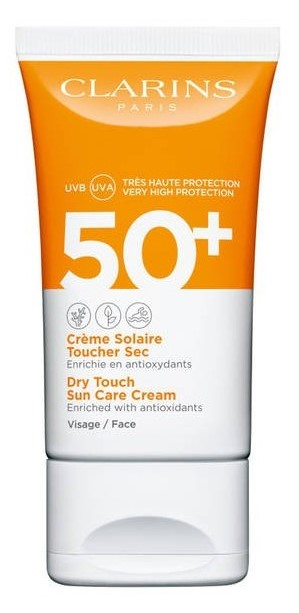 CLARINS
PARIS
UVB UVA TRÈS HAUTE PROTECTION
VERY HIGH PROTECTION
50+
Crème Solaire
Toucher Sec
Enrichie en antioxydants
Dry Touch
Sun Care Cream
Enriched with antioxidants
Visage / Face